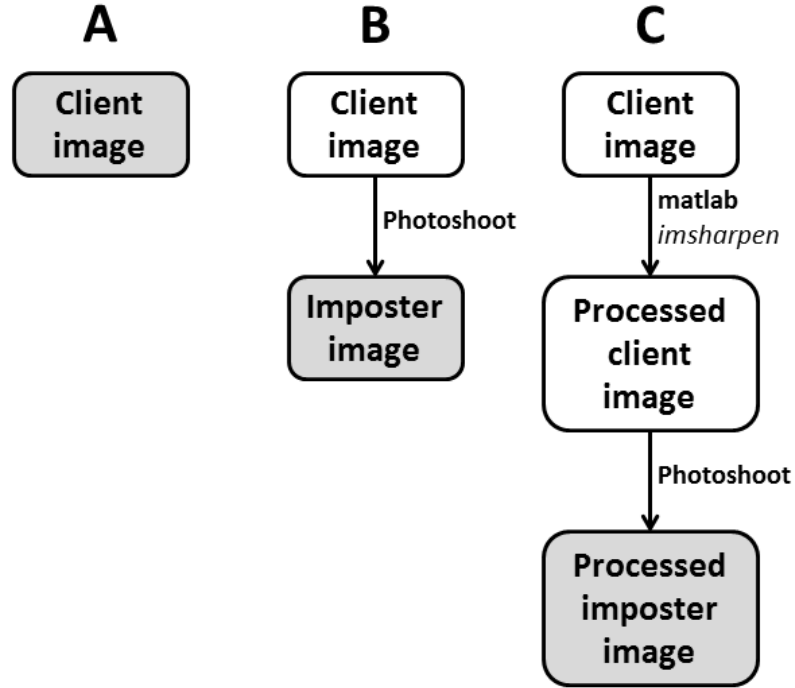 A
Client
image
B
Client
image
Photoshoot
Imposter
image
C
Client
image
matlab
imsharpen
Processed
client
image
Photoshoot
Processed
imposter
image